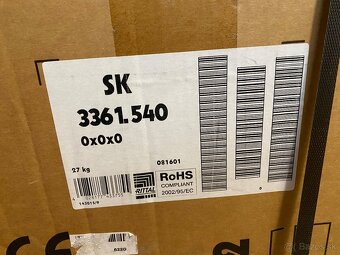 SK
3361.540
0x0x0
27 kg
081601
RITTAL
RoHS
COMPLIANT
2002/95/EC